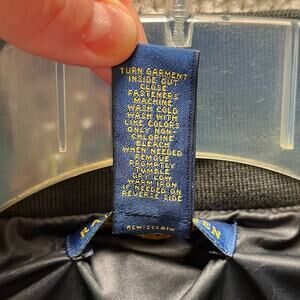 TURN GARMENT
INSIDE OUT
CLOSE
FASTENERS
MACHINE
WASH COLD
WASH WITH
LIKE COLORS
ONLY NON-
CHLORINE
BLEACH
WHEN NEEDED
REMOVE
PROMPTLY
TUMBLE
DRY LOW
WARM IRON
IF NEEDED ON
REVERSE SIDE